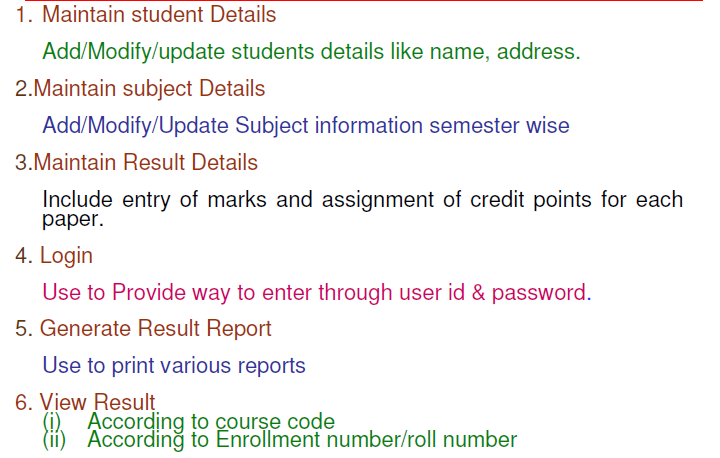 1. Maintain student Details
Add/Modify/update students details like name, address.
2.Maintain subject Details
Add/Modify/Update Subject information semester wise
3.Maintain Result Details
Include entry of marks and assignment of credit points for each
paper.
4. Login
Use to Provide way to enter through user id & password.
5. Generate Result Report
Use to print various reports
6. View Result
(i) According to course code
(ii) According to Enrollment number/roll number